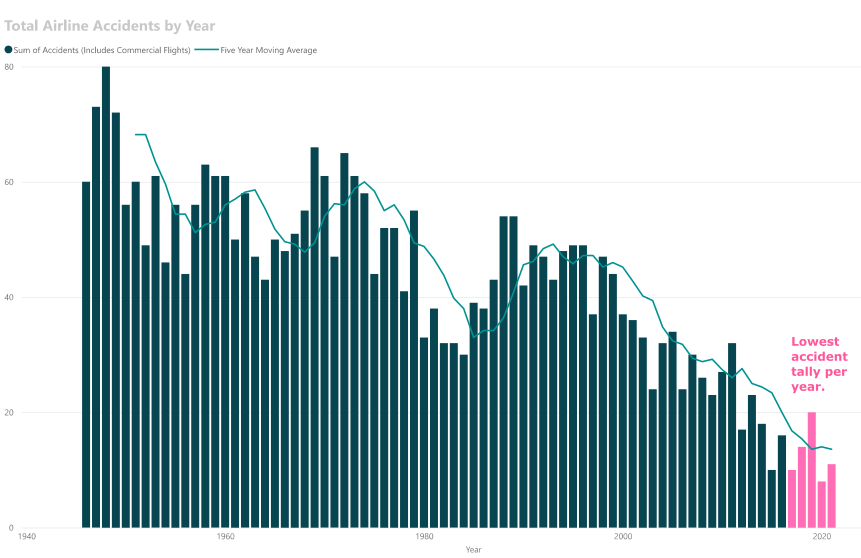 Total Airline Accidents by Year
Sum of Accidents (Includes Commercial Flights) Five Year Moving Average
80
60
40
20
0
Lowest
accident
tally per
year.
1940 1960 1980 2000 2020
Year